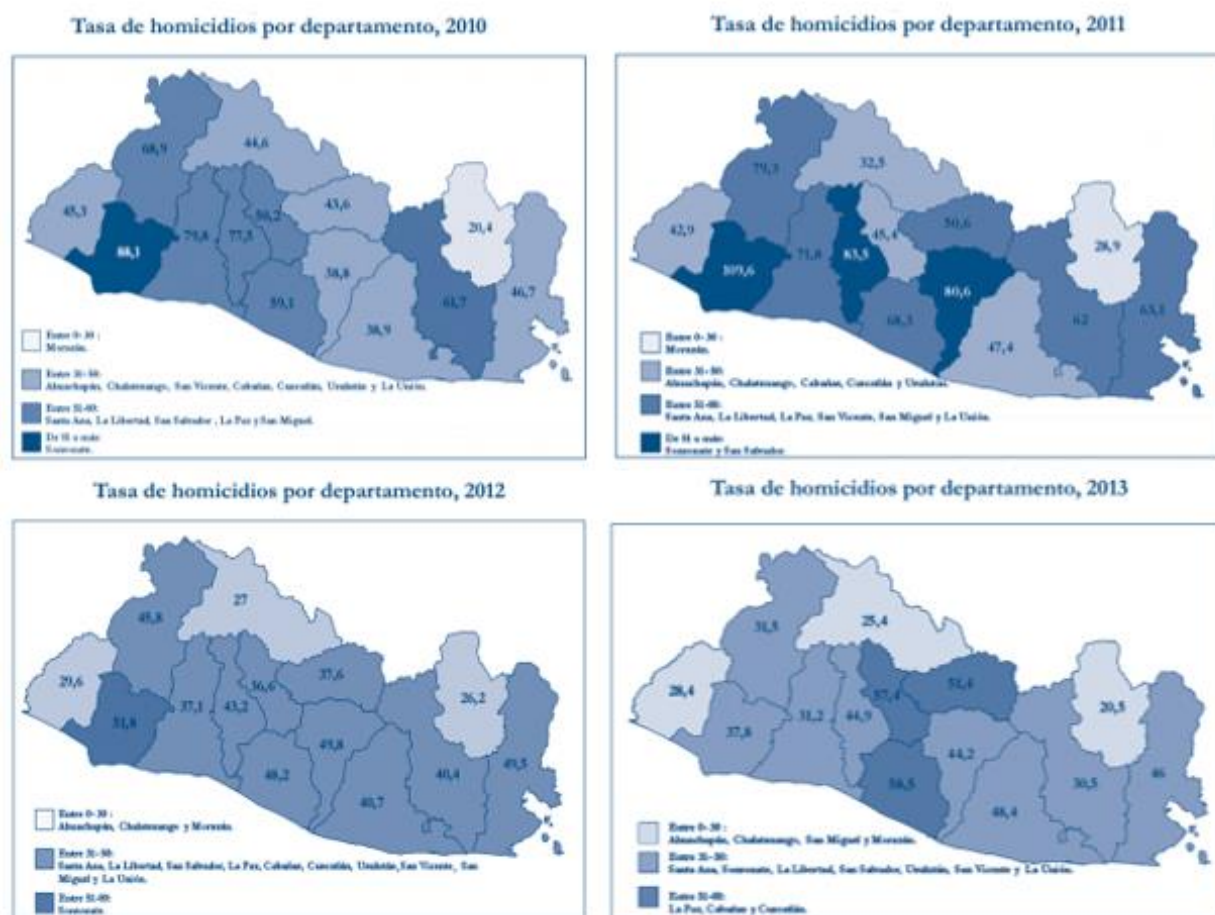 Tasa de homicidios por departamento, 2010
68,9
44,6
45,3
43,6
20,4
50,2
88,1
79,8
77,5
38,8
46,7
61,7
59,1
38,9
Entre 0-30 :
Morazán.
Entre 31-50:
Ahuachapán, Chalatenango, San Vicente, Cabañas, Cuscatlán, Usulután y La Unión.
Entre 51-80:
Santa Ana, La Libertad, San Salvador , La Paz y San Miguel.
De 81 a más:
Sonsonate.
Tasa de homicidios por departamento, 2011
79,3
32,5
42,9
45,4
50,6
28,9
109,6
71,8
83,5
80,6
68,3
62
47,4
Entre 0-30 :
Morazán.
Entre 31-50:
Ahuachapán, Chalatenango, Cabañas, Cuscatlán y Usulután.
Entre 51-80:
Santa Ana, La Libertad, La Paz, San Vicente, San Miguel y La Unión.
De 81 a más:
Sonsonate y San Salvador.
Tasa de homicidios por departamento, 2012
45,8
27
29,6
36,6
37,6
26,2
51,8
37,1
43,2
48,2
40,4
49,5
40,7
Entre 0-30 :
Ahuachapán, Chalatenango y Morazán.
Entre 31-50:
Santa Ana, La Libertad, San Salvador, La Paz, Cabañas, Cuscatlán, Usulután, San Vicente, San
Miguel y La Unión.
Entre 51-80:
Sonsonate.
Tasa de homicidios por departamento, 2013
31,5
25,4
28,4
57,4
51,4
20,5
37,8
31,2
44,9
44,2
30,5
46
48,4
Entre 0-30 :
Ahuachapán, Chalatenango, San Miguel y Morazán.
Entre 31-50:
Santa Ana, Sonsonate, La Libertad, San Salvador, Usulután, San Vicente y La Unión.
Entre 51-80:
La Paz, Cabañas y Cuscatlán.